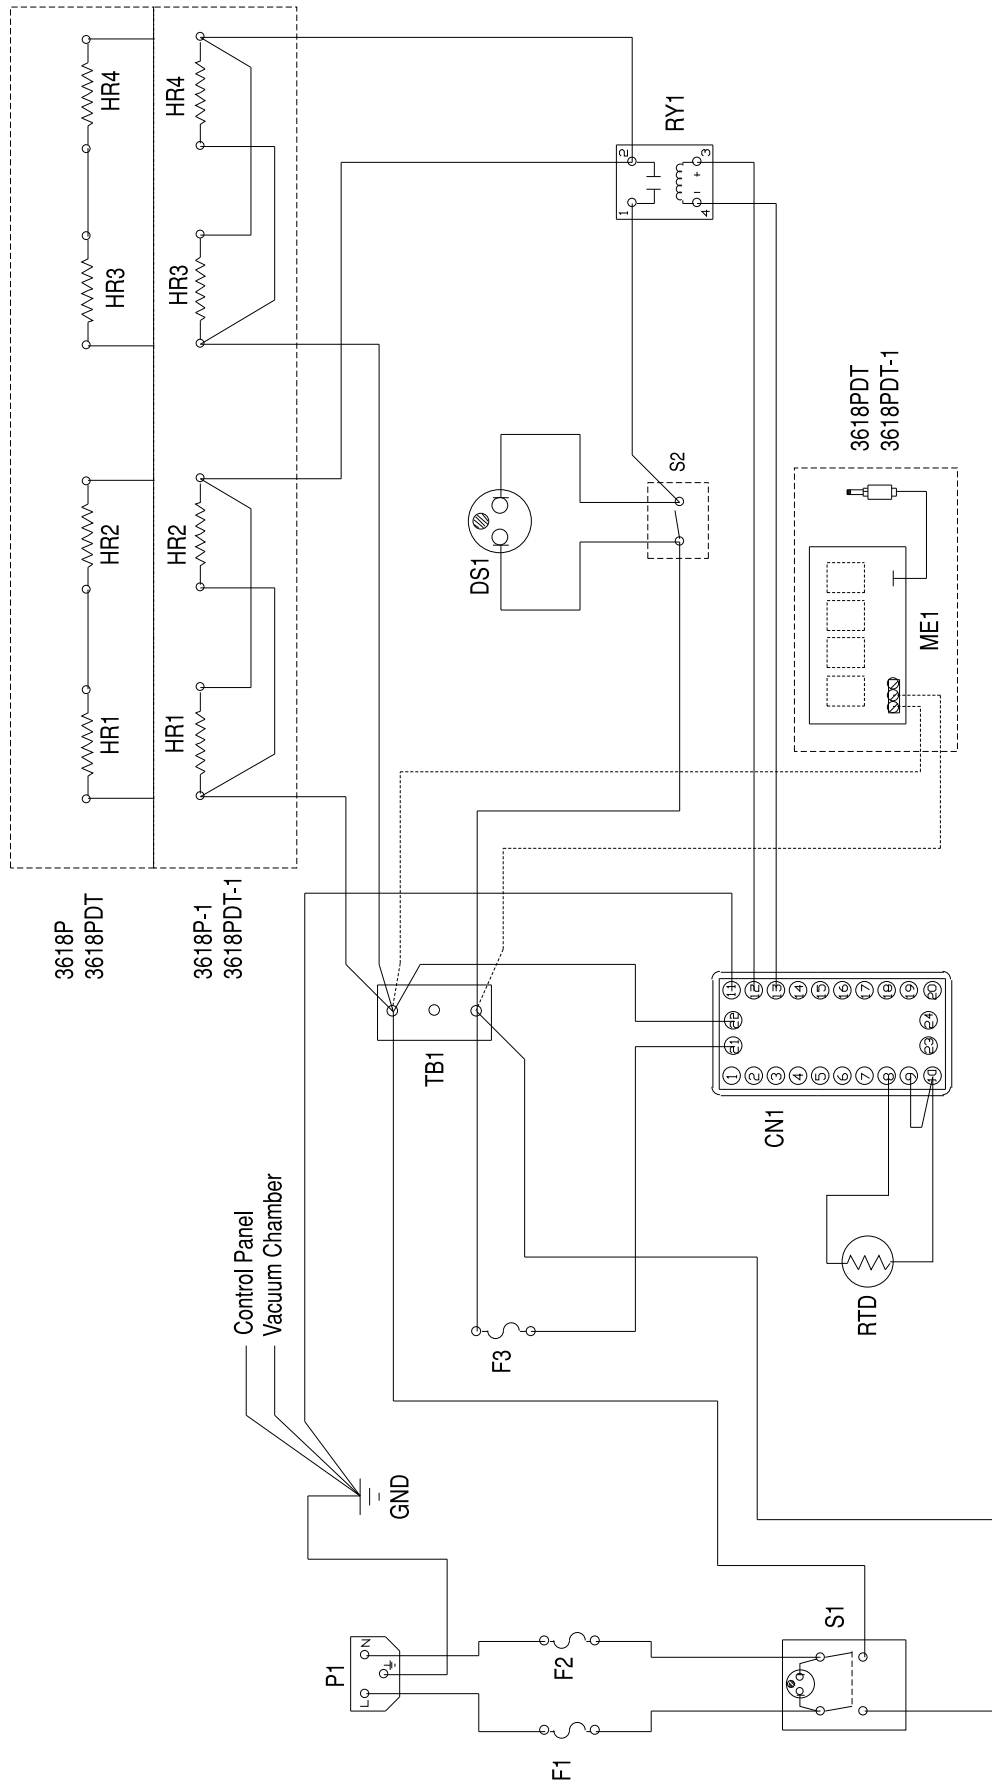 3618P
3618PDT
3618P-1
3618PDT-1
HR1
HR2
HR3
HR4
HR1
HR2
HR3
HR4
Control Panel
Vacuum Chamber
GND
P1
L
N
F1
F2
F3
TB1
DS1
S2
RY1
1
2
4
3
-
+
S1
RTD
CN1
1
2
3
4
5
6
7
8
9
10
21
22
23
24
11
12
13
14
15
16
17
18
19
20
ME1
3618PDT
3618PDT-1